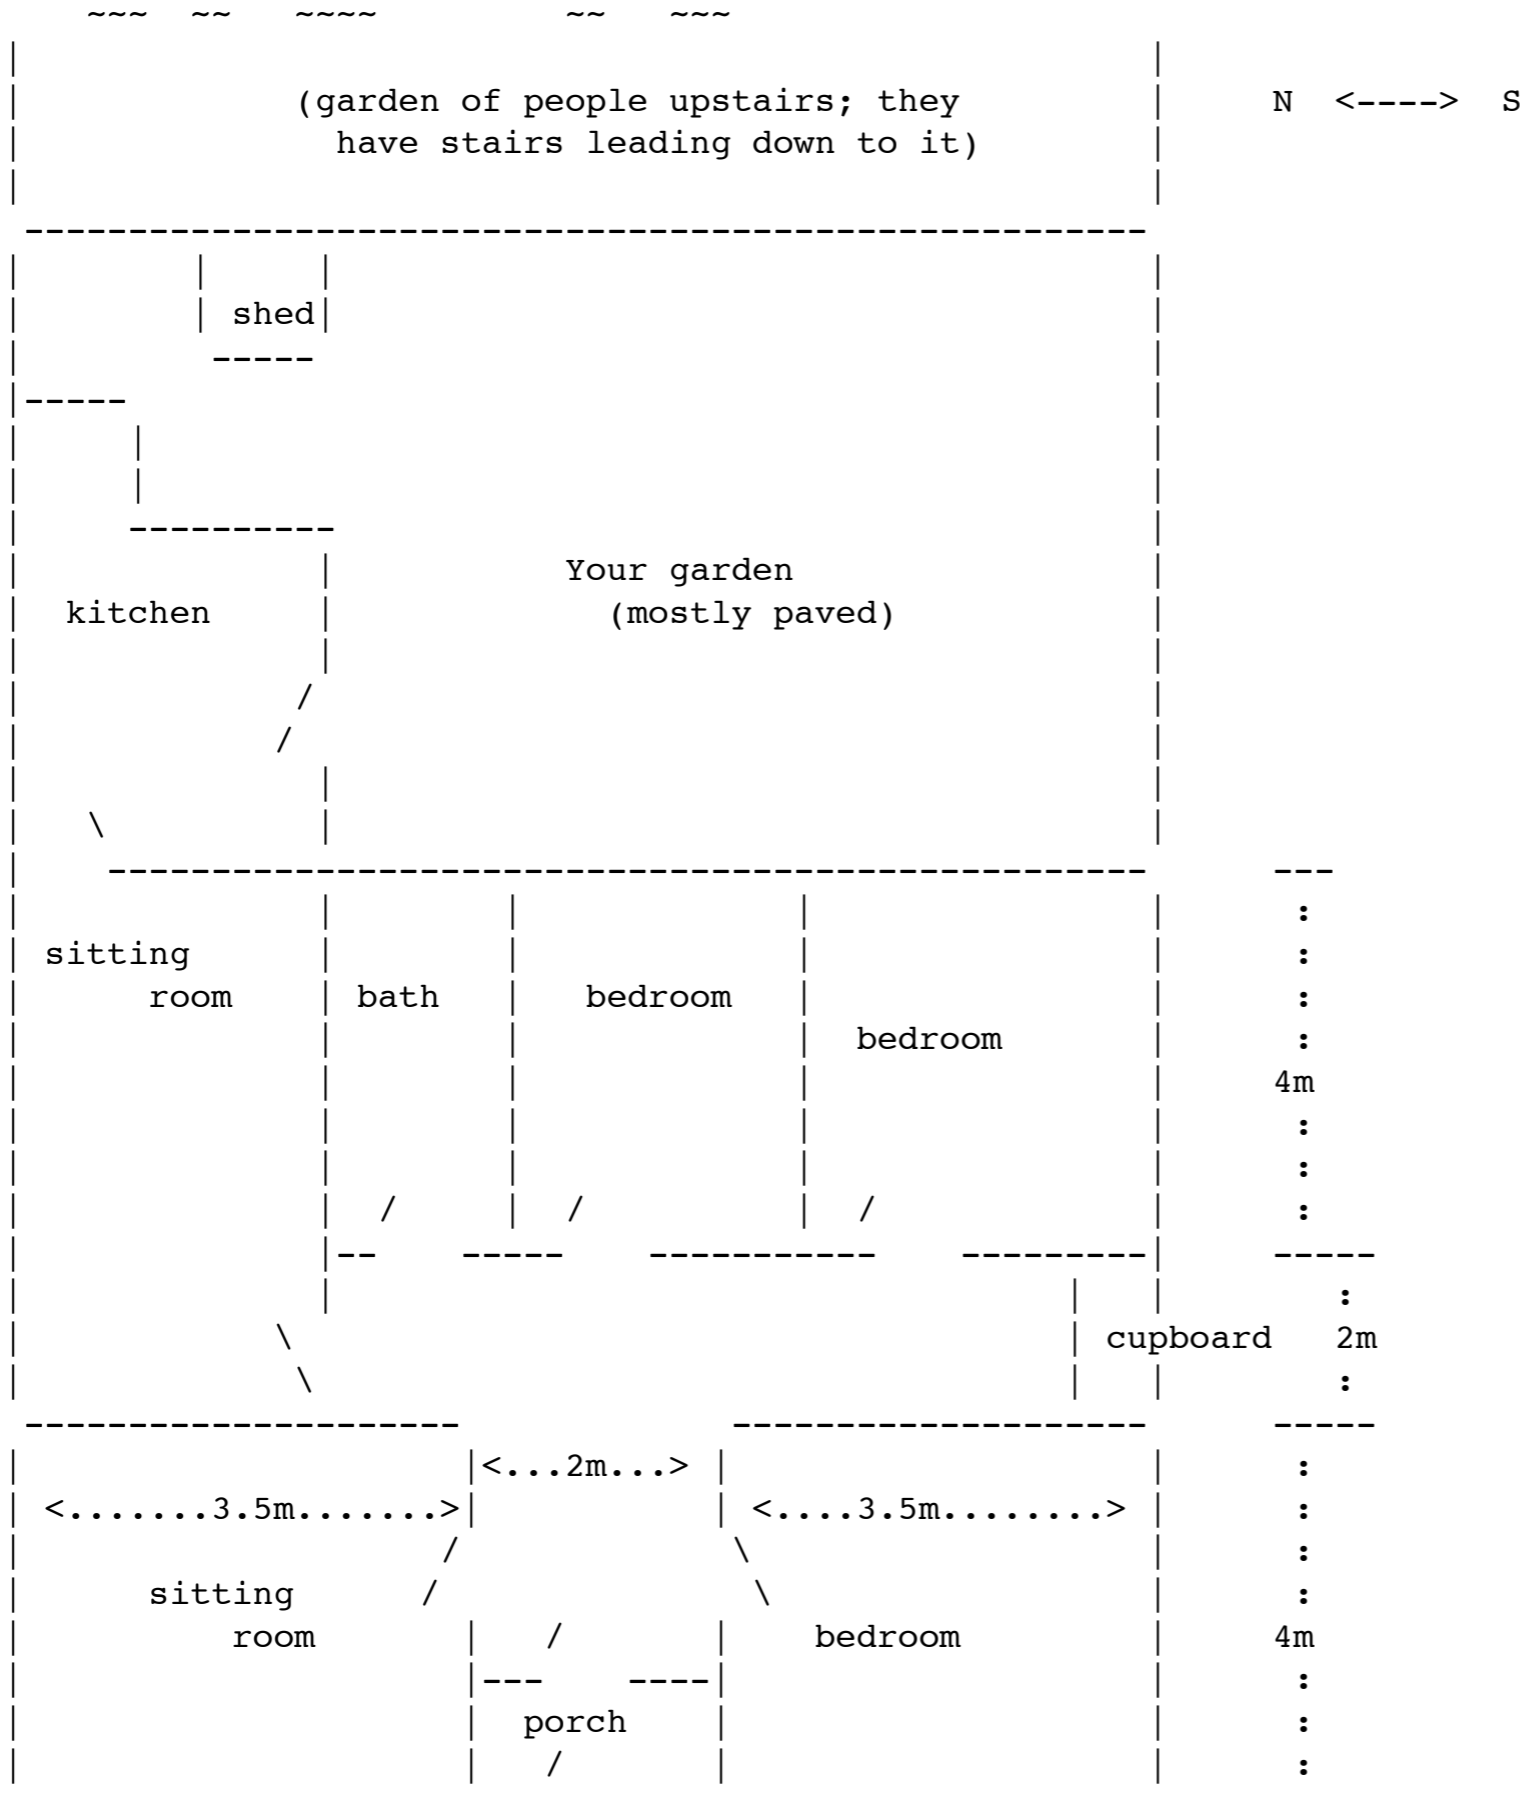 (garden of people upstairs; they
N <----> S
have stairs leading down to it)
shed
Your garden
kitchen
(mostly paved)
sitting
room
bath
bedroom
bedroom
4m
cupboard
2m
<...2m...>
<.......3.5m.......>
<....3.5m........>
sitting
room
bedroom
4m
porch